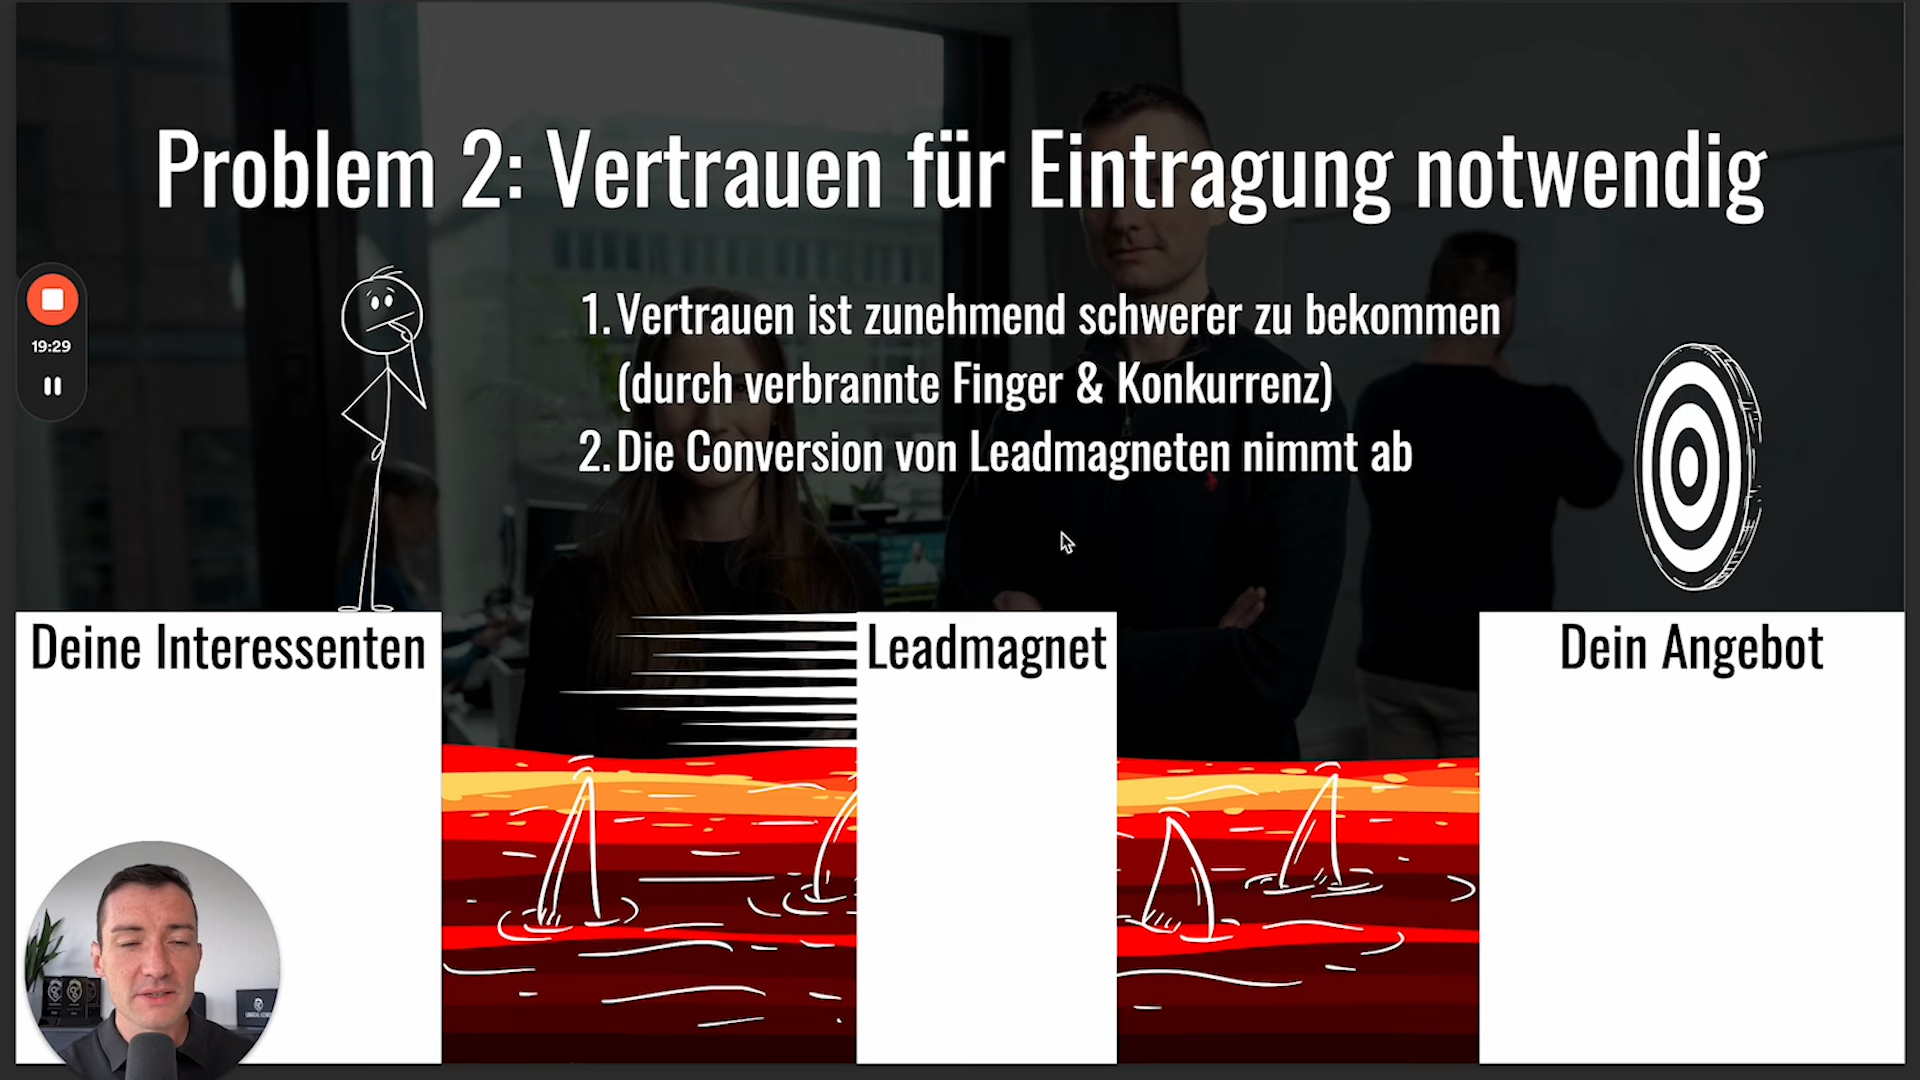 Problem 2: Vertrauen für Eintragung notwendig
19:29
1. Vertrauen ist zunehmend schwerer zu bekommen
(durch verbrannte Finger & Konkurrenz)
2. Die Conversion von Leadmagneten nimmt ab
Deine Interessenten
Leadmagnet
Dein Angebot